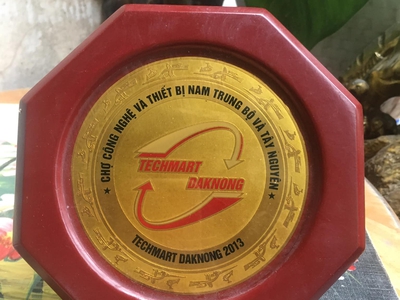 ★ CHỢ CÔNG NGHỆ VÀ THIẾT BỊ NAM TRUNG BỘ VÀ TÂY NGUYÊN ★
TECHMART
DAKNONG
TECHMART DAKNONG 2013